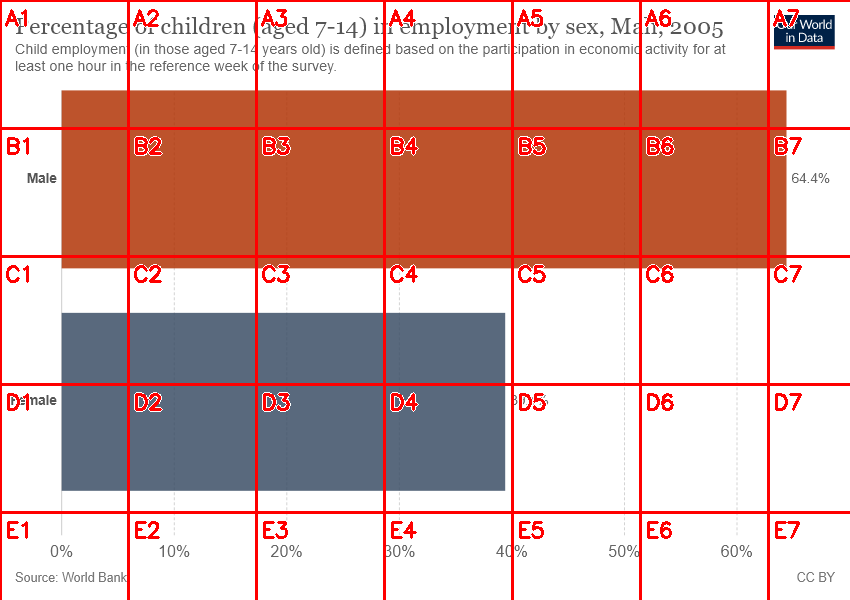 A1 A2 A3 A4 A5 A6 A7
Percentage of children (aged 7-14) in employment by sex, Mali, 2005
Our World
in Data
Child employment (in those aged 7-14 years old) is defined based on the participation in economic activity for at
least one hour in the reference week of the survey.
B1 B2 B3 B4 B5 B6 B7
Male 64.4%
C1 C2 C3 C4 C5 C6 C7
D1 D2 D3 D4 D5 D6 D7
Female
E1 E2 E3 E4 E5 E6 E7
0% 10% 20% 30% 40% 50% 60%
Source: World Bank CC BY